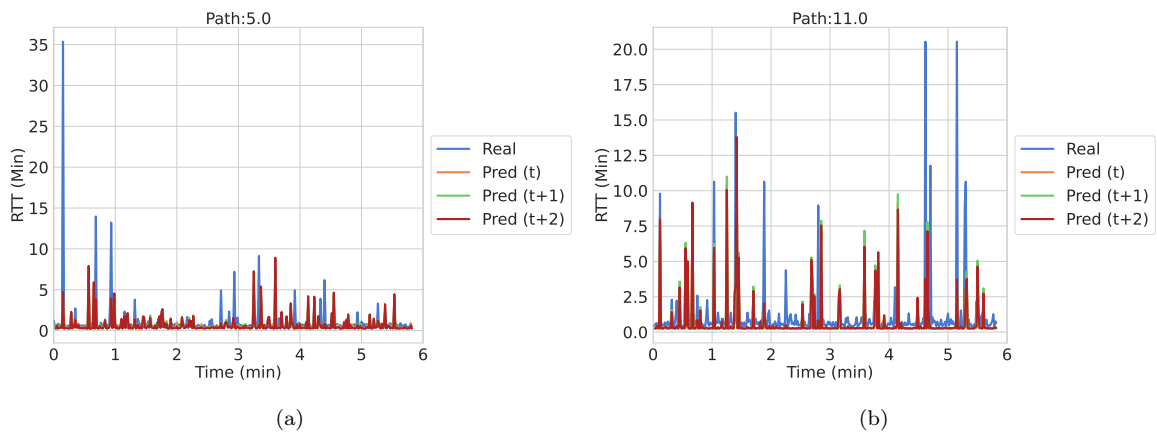 Path:5.0
35
30
25
20
15
10
5
0
RTT (Min)
0 1 2 3 4 5 6
Time (min)
Real
Pred (t)
Pred (t+1)
Pred (t+2)
(a)
Path:11.0
20.0
17.5
15.0
12.5
10.0
7.5
5.0
2.5
0.0
RTT (Min)
0 1 2 3 4 5 6
Time (min)
Real
Pred (t)
Pred (t+1)
Pred (t+2)
(b)